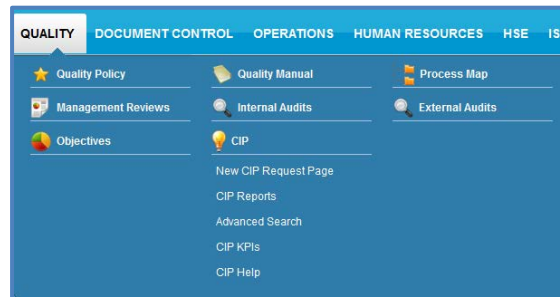 QUALITY DOCUMENT CONTROL OPERATIONS HUMAN RESOURCES HSE IS
Quality Policy Quality Manual Process Map
Management Reviews Internal Audits External Audits
Objectives CIP
New CIP Request Page
CIP Reports
Advanced Search
CIP KPIs
CIP Help